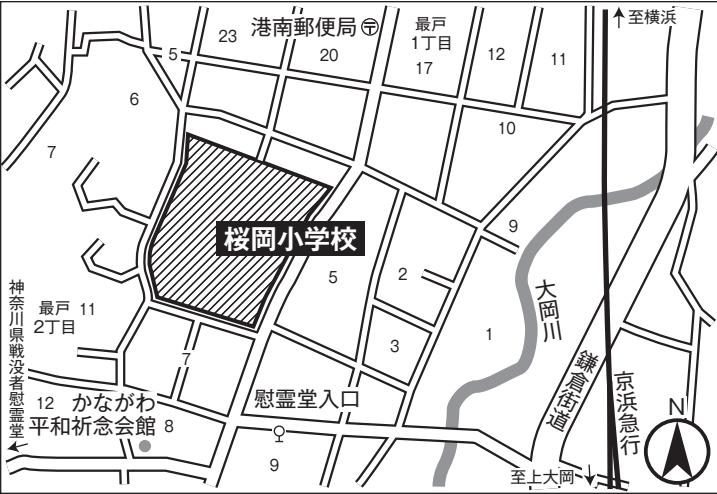 至横浜
港南郵便局
最戸
1丁目
23
20
17
12
11
5
6
10
7
桜岡小学校
9
5
2
大岡川
神奈川県戦没者慰霊堂
最戸
2丁目
11
1
3
7
鎌倉街道
京浜急行
慰霊堂入口
12
かながわ
平和祈念会館
8
9
N
至上大岡